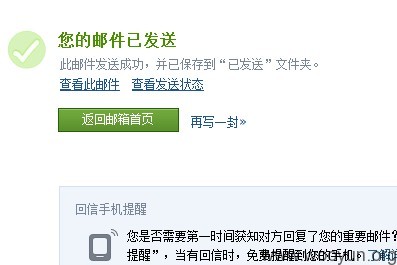 您的邮件已发送
此邮件发送成功，并已保存到“已发送”文件夹。
查看此邮件 查看发送状态
返回邮箱首页 再写一封»
回信手机提醒
您是否需要第一时间获知对方回复了您的重要邮件？
提醒”，当有回信时，免费提醒到您的手机。